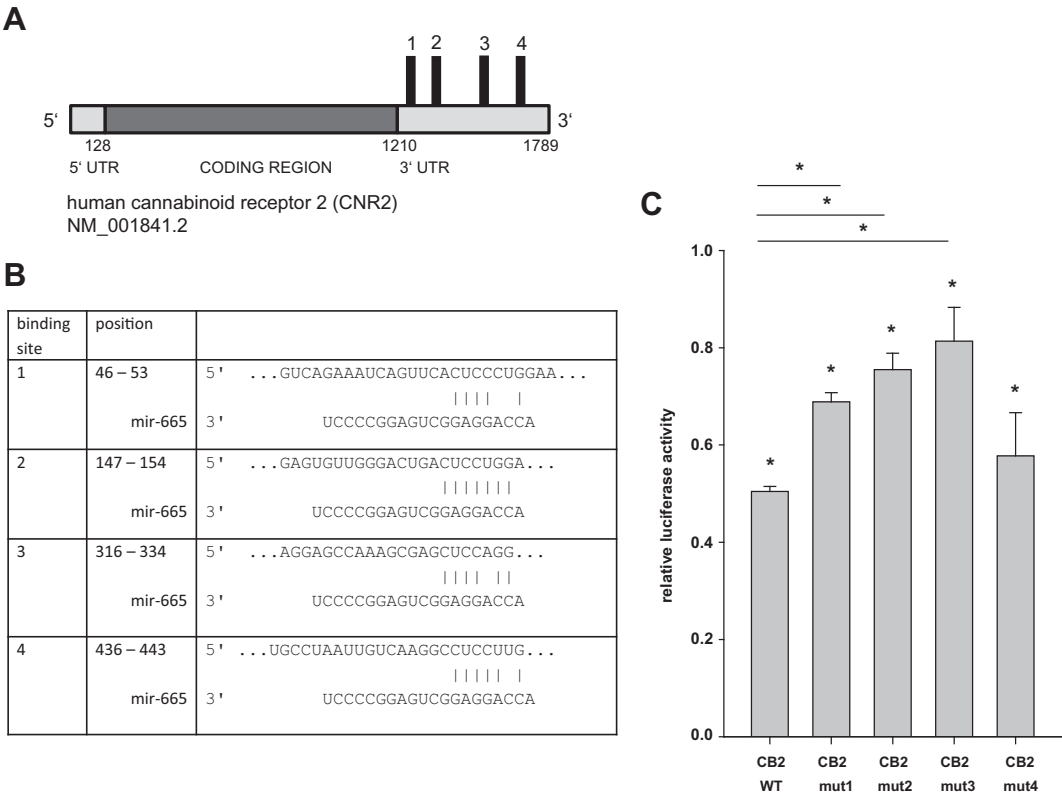 A
1 2 3 4
5‘ 3‘
128 1210 1789
5‘ UTR CODING REGION 3‘ UTR
human cannabinoid receptor 2 (CNR2)
NM_001841.2
B
binding site position
1 46 – 53 5' ...GUCAGAAAUCAGUUCACUCCCUGGAA...
mir-665 3' UCCCCGGAGUCGGAGGACCA
2 147 – 154 5' ...GAGUGUUGGGACUGACUCCUGGA...
mir-665 3' UCCCCGGAGUCGGAGGACCA
3 316 – 334 5' ...AGGAGCCAAAGCGAGCUCCAGG...
mir-665 3' UCCCCGGAGUCGGAGGACCA
4 436 – 443 5' ...UGCCUAAUUGUCAAGGCCUCCUUG...
mir-665 3' UCCCCGGAGUCGGAGGACCA
C
*
*
*
1.0
0.8
0.6
0.4
0.2
0.0
relative luciferase activity
* * * * *
CB2 CB2 CB2 CB2 CB2
WT mut1 mut2 mut3 mut4